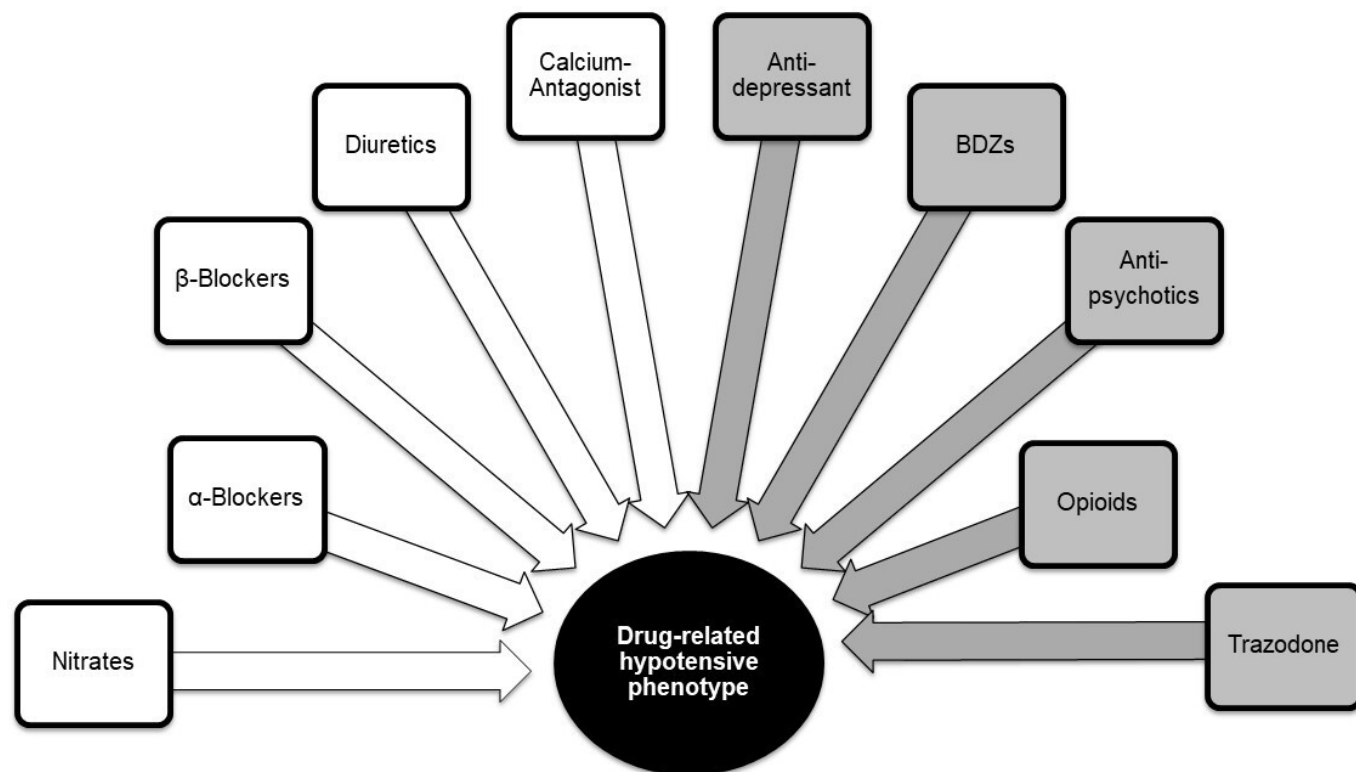 Calcium-
Antagonist
Anti-
depressant
Diuretics
BDZs
β-Blockers
Anti-
psychotics
α-Blockers
Opioids
Nitrates
Drug-related
hypotensive
phenotype
Trazodone